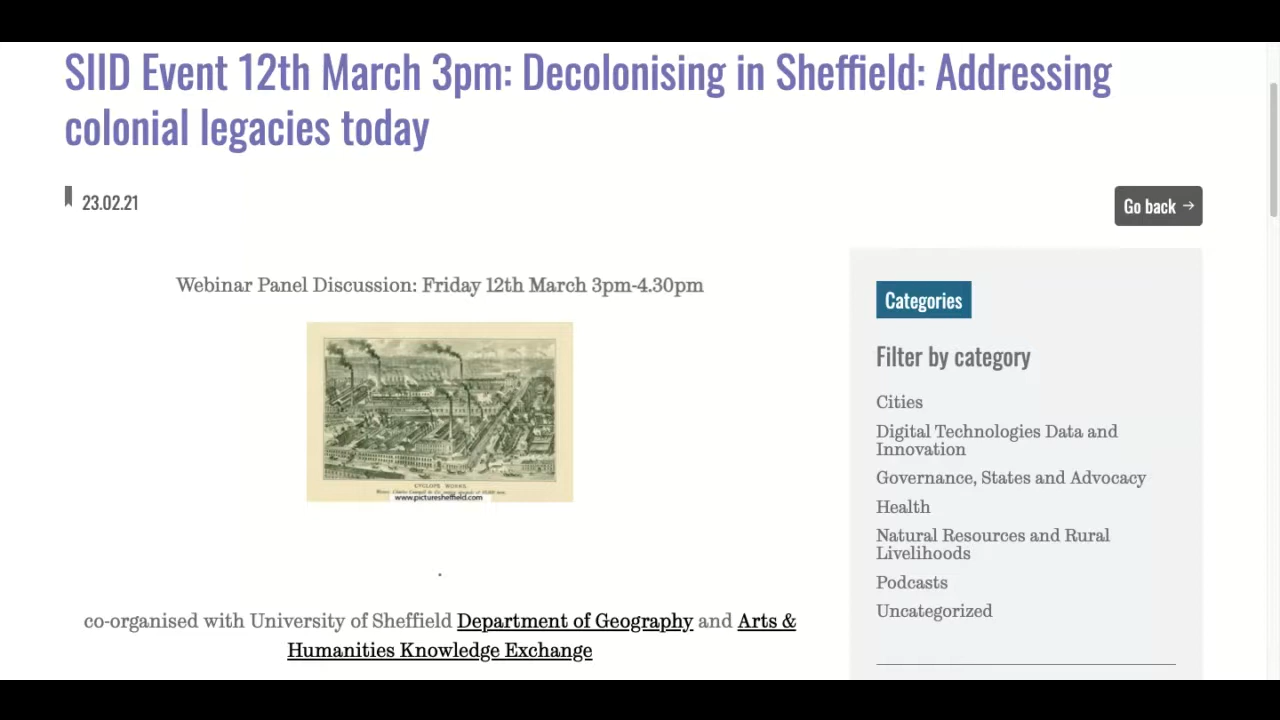 SIID Event 12th March 3pm: Decolonising in Sheffield: Addressing
colonial legacies today
23.02.21
Go back →
Webinar Panel Discussion: Friday 12th March 3pm-4.30pm
CYCLOPS WORKS.
www.picturesheffield.com
.
co-organised with University of Sheffield Department of Geography and Arts &
Humanities Knowledge Exchange
Categories
Filter by category
Cities
Digital Technologies Data and
Innovation
Governance, States and Advocacy
Health
Natural Resources and Rural
Livelihoods
Podcasts
Uncategorized